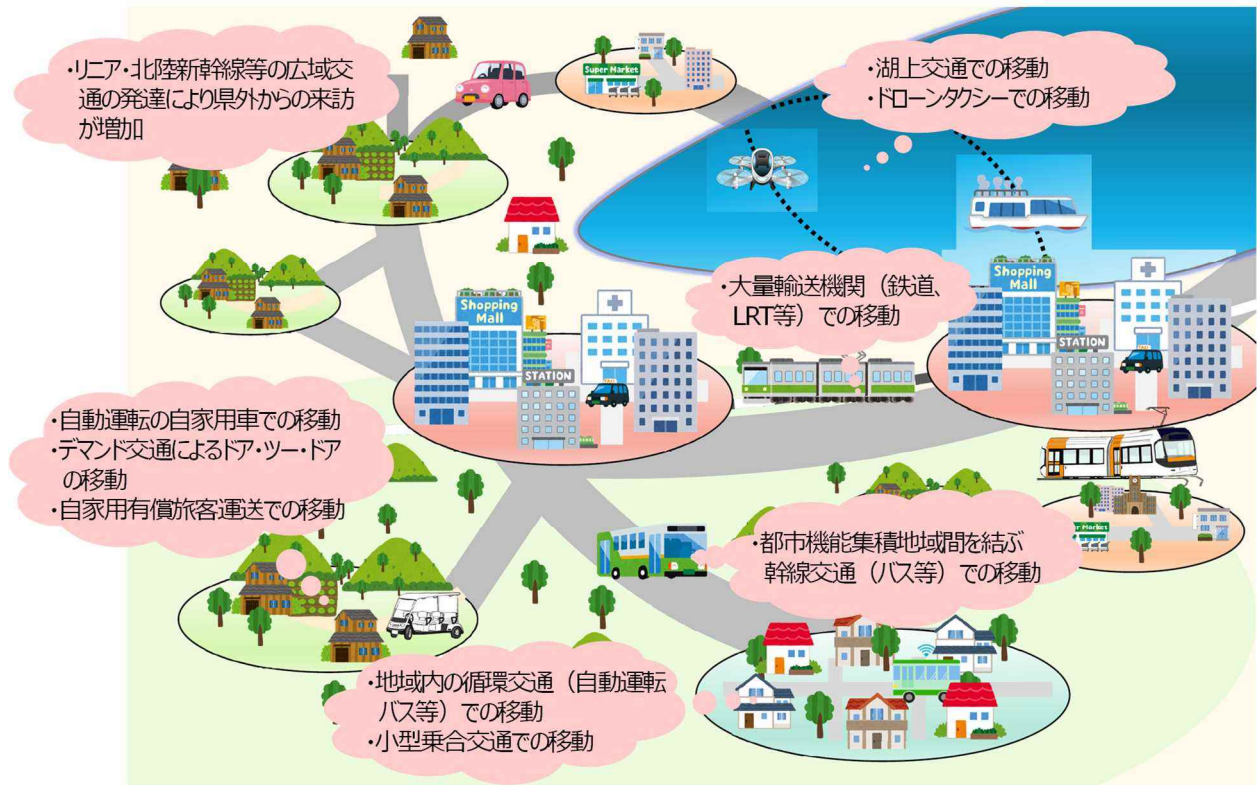 ・リニア・北陸新幹線等の広域交
通の発達により県外からの来訪
が増加
Super Market
・湖上交通での移動
・ドローンタクシーでの移動
・大量輸送機関（鉄道、
LRT等）での移動
Shopping
Mall
STATION
TAXI
Shopping
Mall
STATION
・自動運転の自家用車での移動
・デマンド交通によるドア・ツー・ドア
の移動
・自家用有償旅客運送での移動
・都市機能集積地域間を結ぶ
幹線交通（バス等）での移動
er Market
・地域内の循環交通（自動運転
バス等）での移動
・小型乗合交通での移動